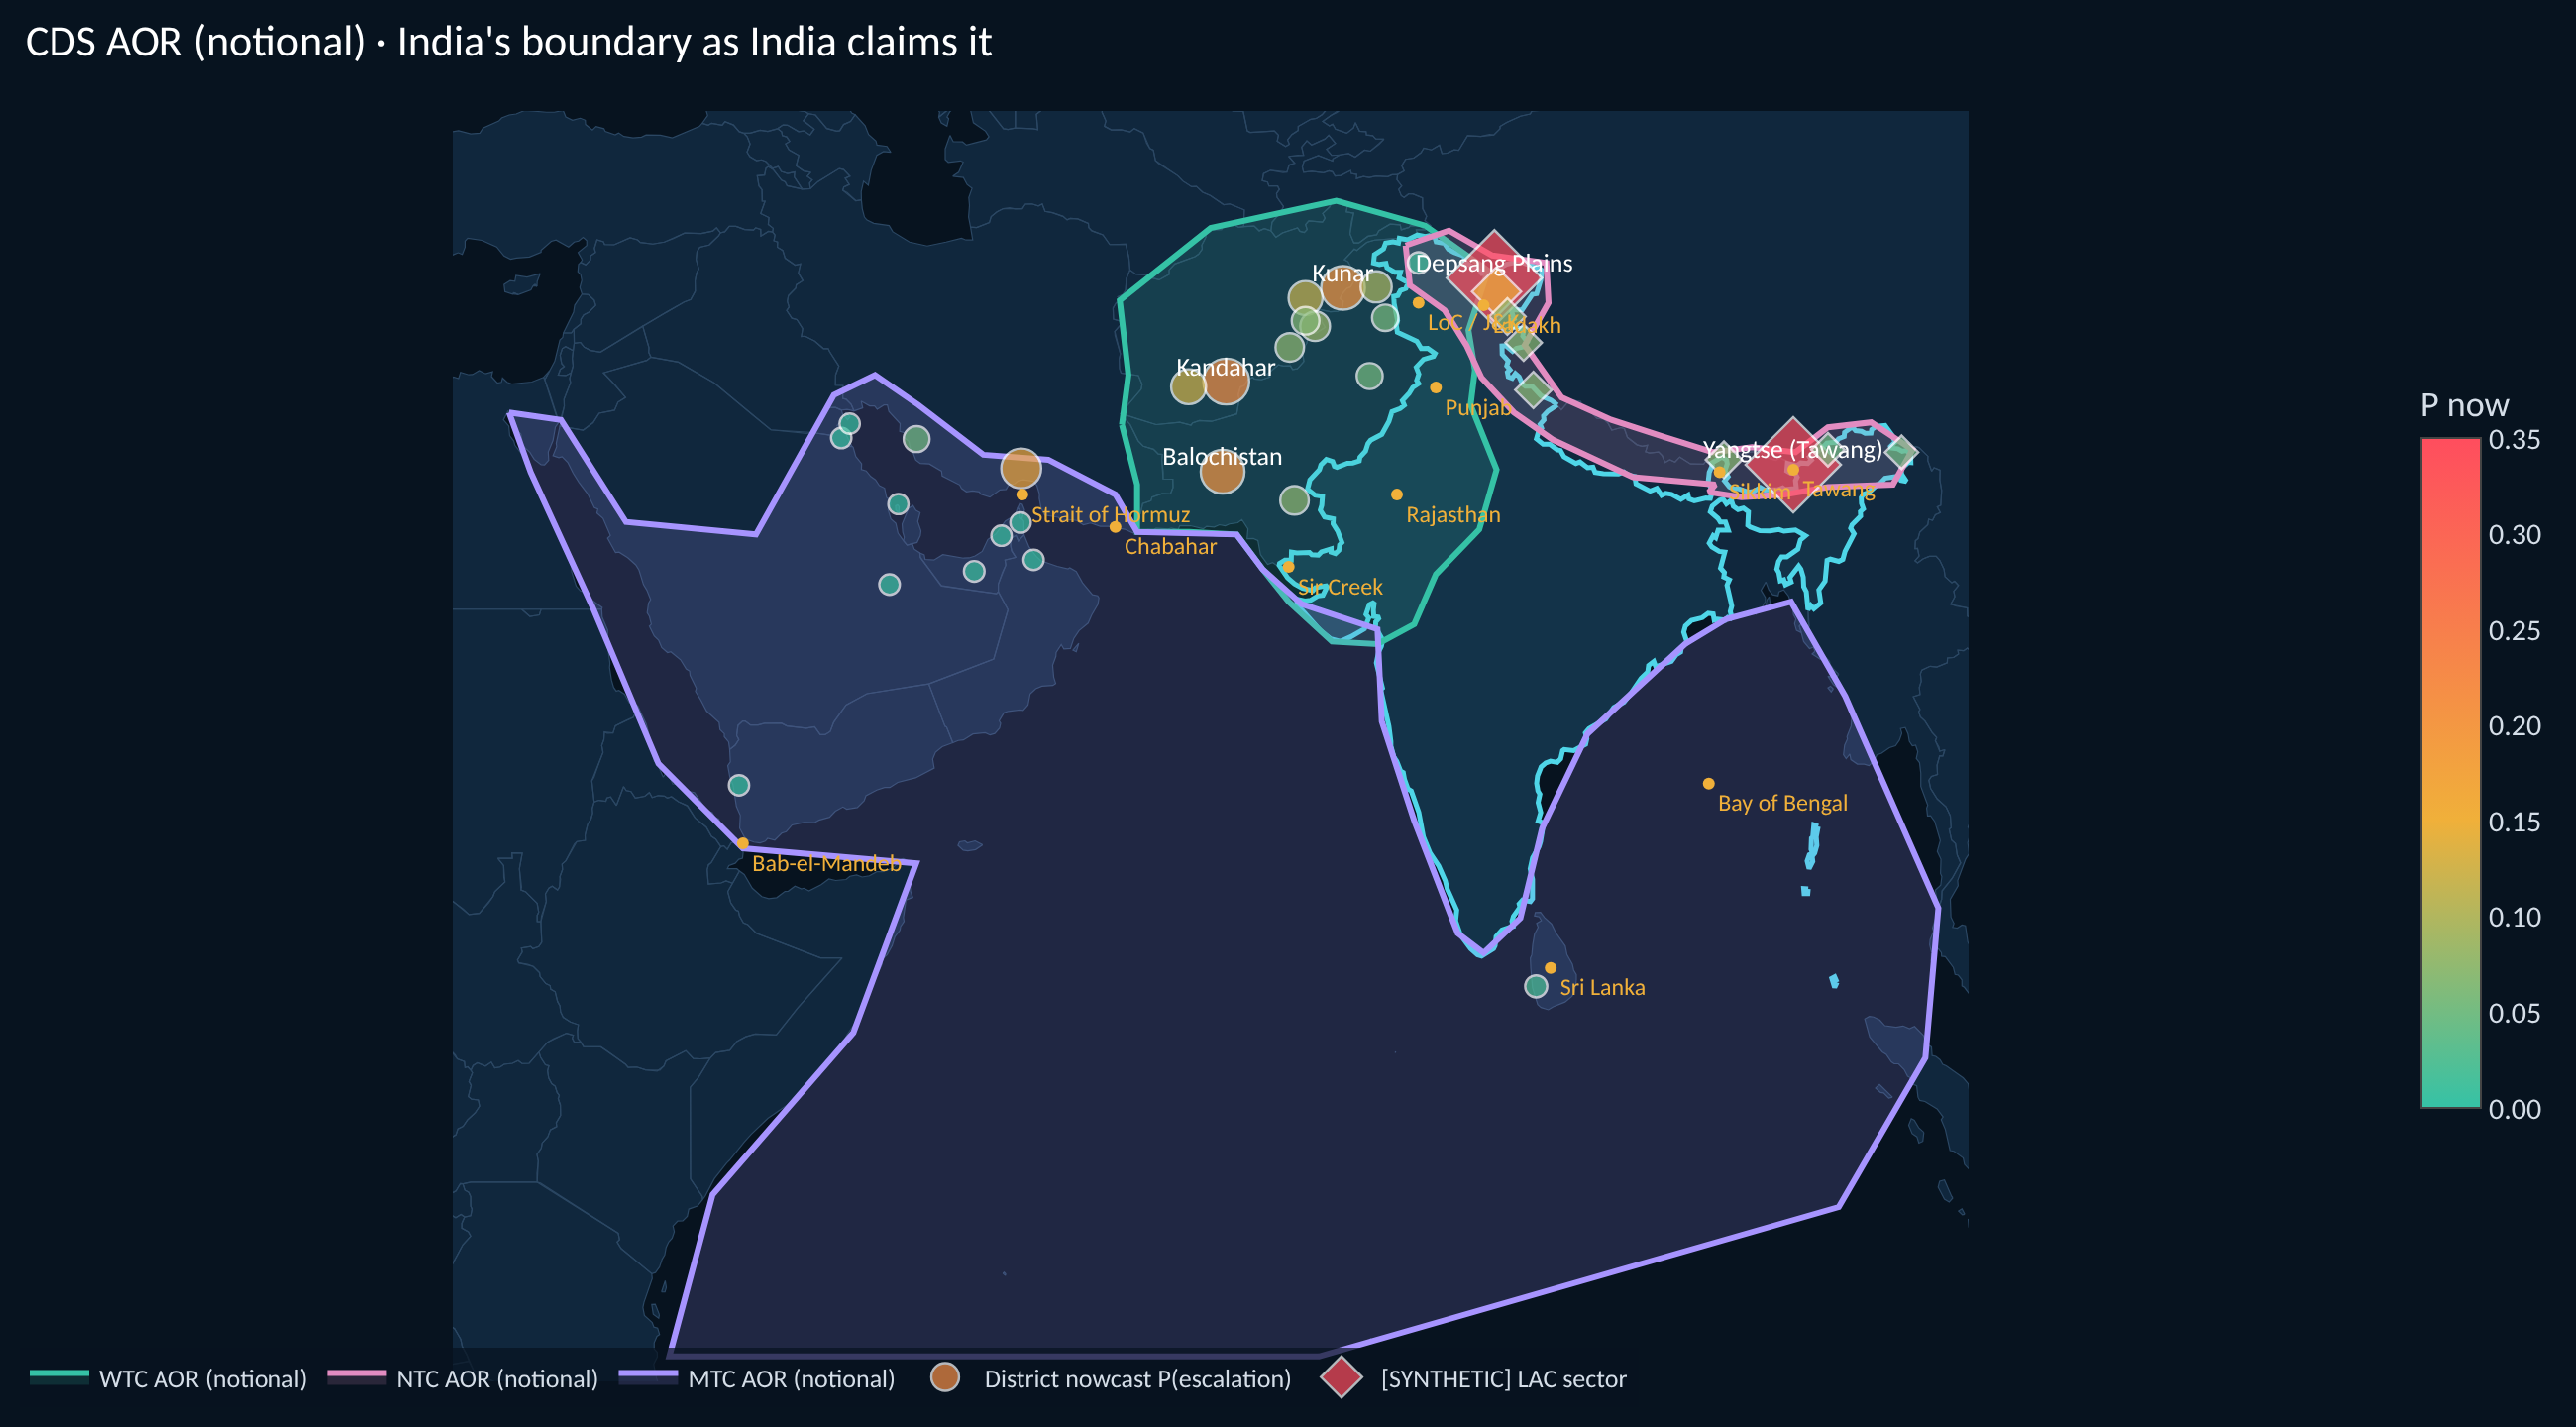 CDS AOR (notional) · India's boundary as India claims it
Kunar
Depsang Plains
LoC / J&K
Ladakh
Kandahar
Punjab
Balochistan
Yangtse (Tawang)
Sikkim
Tawang
Strait of Hormuz
Rajasthan
Chabahar
Sir Creek
Bay of Bengal
Bab-el-Mandeb
Sri Lanka
P now
0.35
0.30
0.25
0.20
0.15
0.10
0.05
0.00
WTC AOR (notional)
NTC AOR (notional)
MTC AOR (notional)
District nowcast P(escalation)
[SYNTHETIC] LAC sector